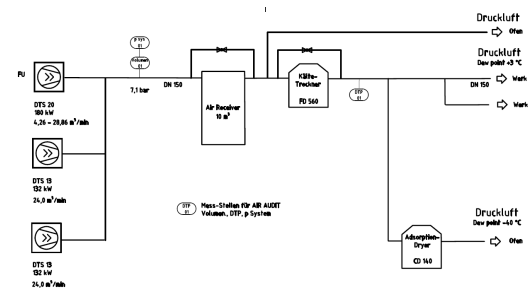 FU
DTS 20
180 kW
4,26 - 28,86 m³/min
DTS 13
132 kW
24,0 m³/min
DTS 13
132 kW
24,0 m³/min
p sys
01
Volumen
01
7,1 bar
DN 150
Air Receiver
10 m³
Kälte-
Trockner
FD 560
DTP
01
DTP
01
Mess-Stellen für AIR AUDIT
Volumen, DTP, p System
Adsorption-
Dryer
CD 140
Druckluft
Ofen
Druckluft
Dew point +3 °C
DN 150
Werk
Werk
Druckluft
Dew point -40 °C
Ofen